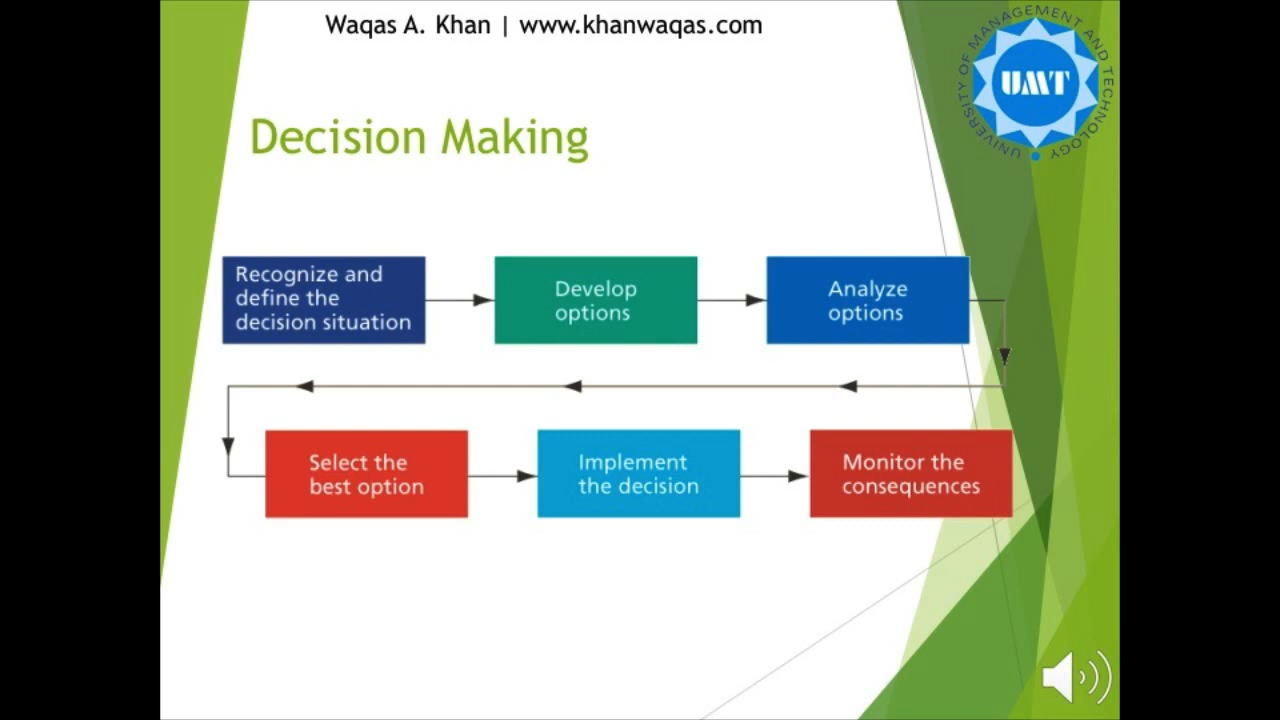 Waqas A. Khan | www.khanwaqas.com
UNIVERSITY OF MANAGEMENT AND TECHNOLOGY
UMT
Decision Making
Recognize and
define the
decision situation
Develop
options
Analyze
options
Select the
best option
Implement
the decision
Monitor the
consequences